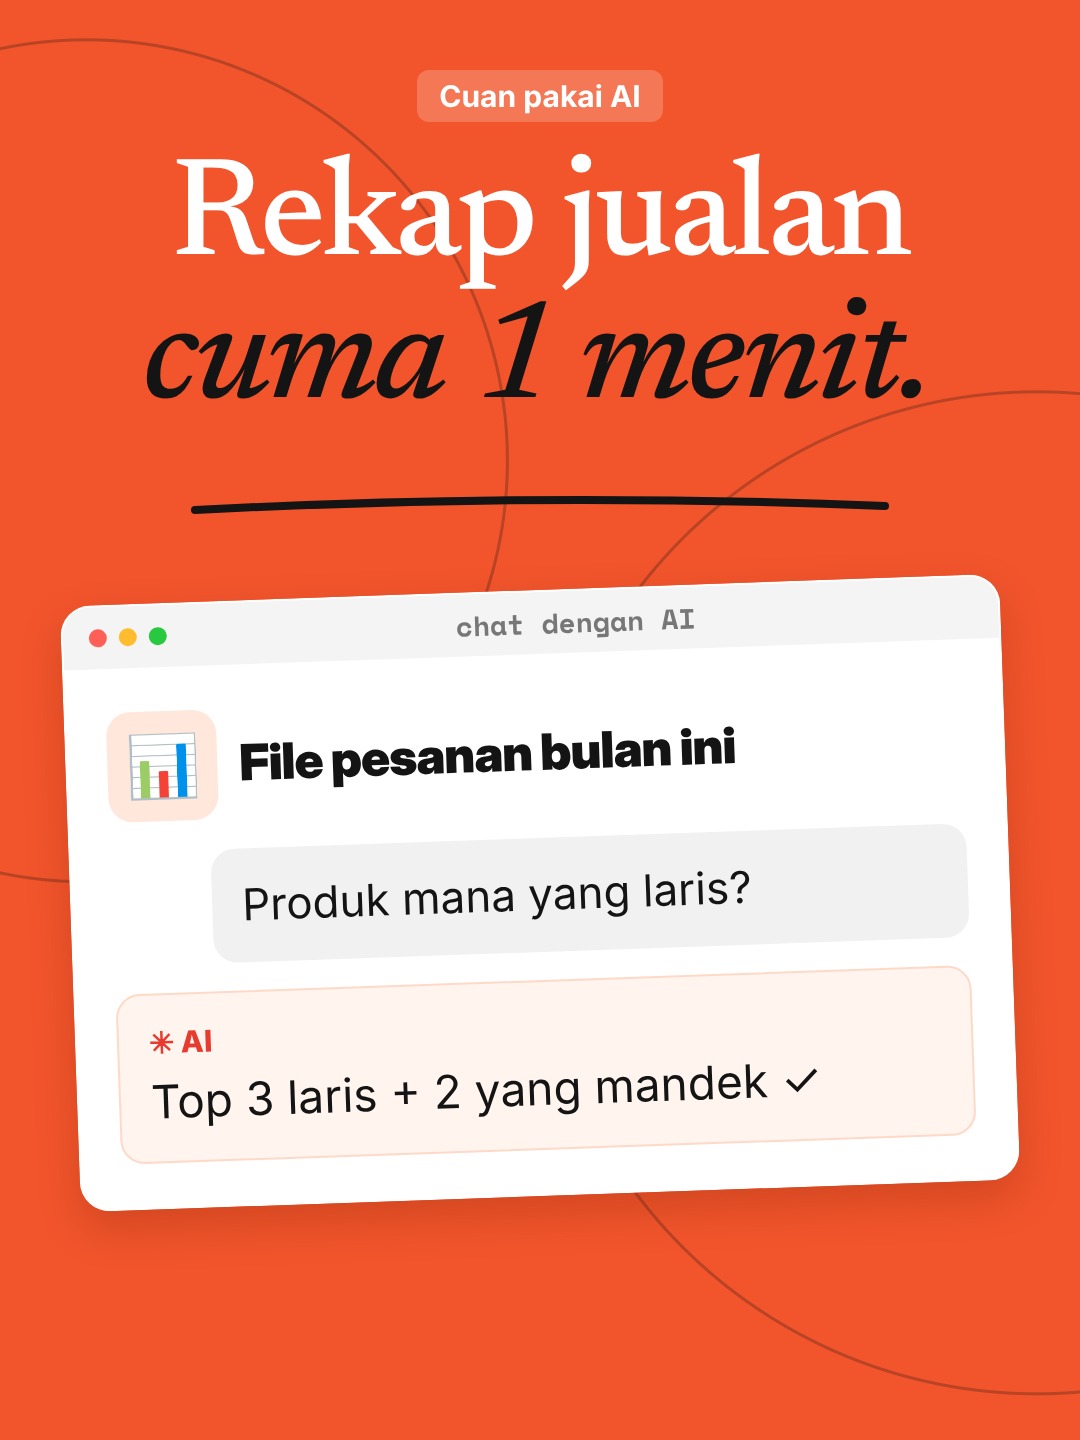 Cuan pakai AI
Rekap jualan
cuma 1 menit.
chat dengan AI
File pesanan bulan ini
Produk mana yang laris?
✳ AI
Top 3 laris + 2 yang mandek ✓